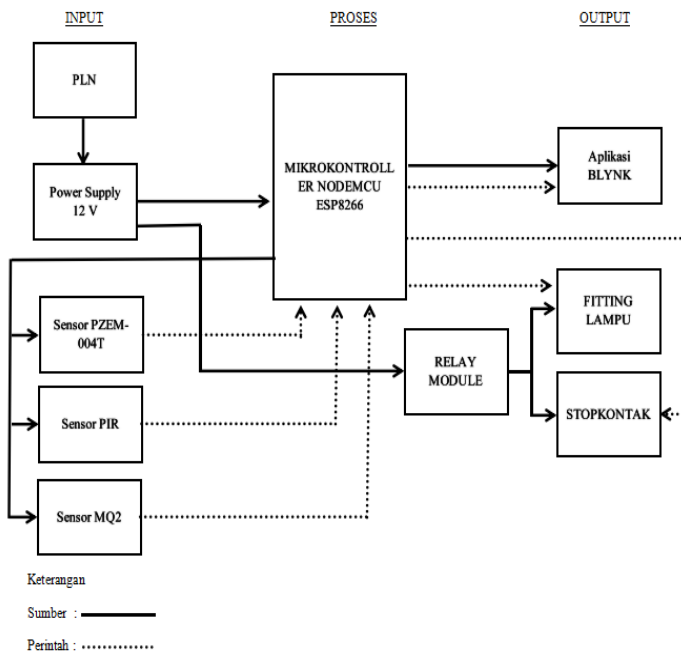 INPUT
PROSES
OUTPUT
PLN
Power Supply
12 V
MIKROKONTROLL
ER NODEMCU
ESP8266
Aplikasi
BLYNK
Sensor PZEM-
004T
FITTING
LAMPU
RELAY
MODULE
Sensor PIR
STOPKONTAK
Sensor MQ2
Keterangan
Sumber :
Perintah :